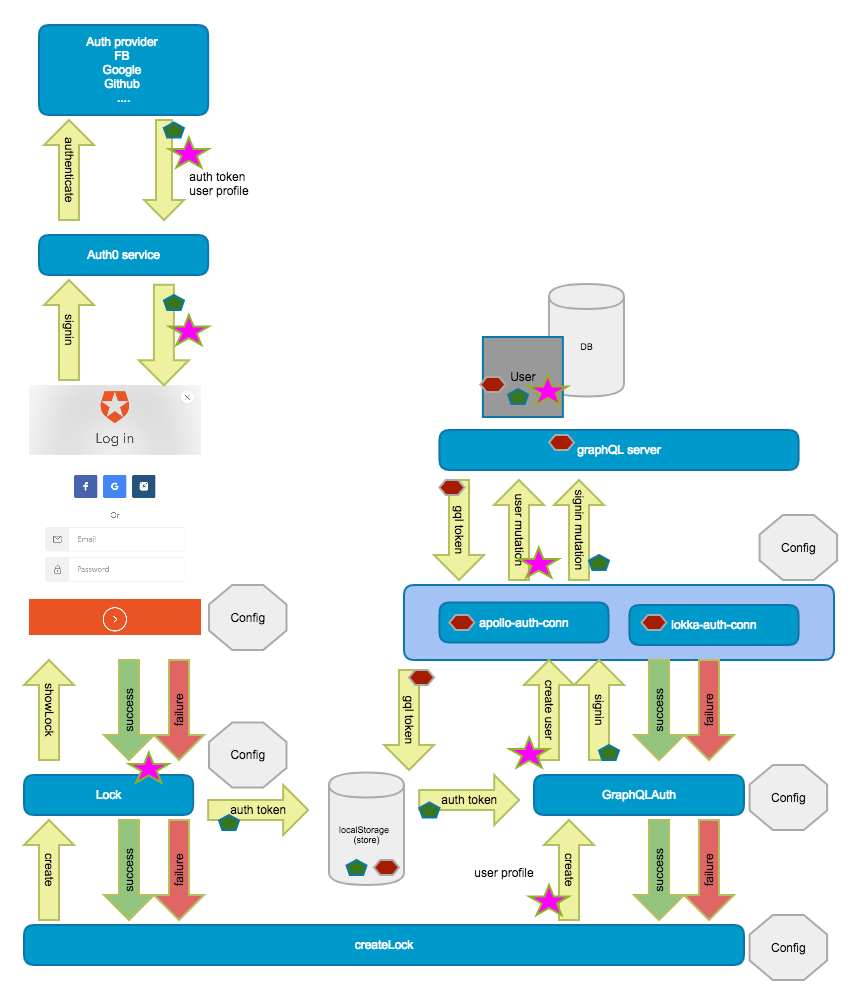 Auth provider
FB
Google
Github
....
authenticate
auth token
user profile
Auth0 service
signin
Log in
Or
Email
Password
Config
showLock
successs
failure
Config
Lock
auth token
create
success
failure
createLock
DB
User
graphQL server
gql token
user mutation
signin mutation
Config
apollo-auth-conn
lokka-auth-conn
gql token
create user
signin
success
failure
localStorage
(store)
auth token
GraphQLAuth
Config
user profile
create
success
failure
Config